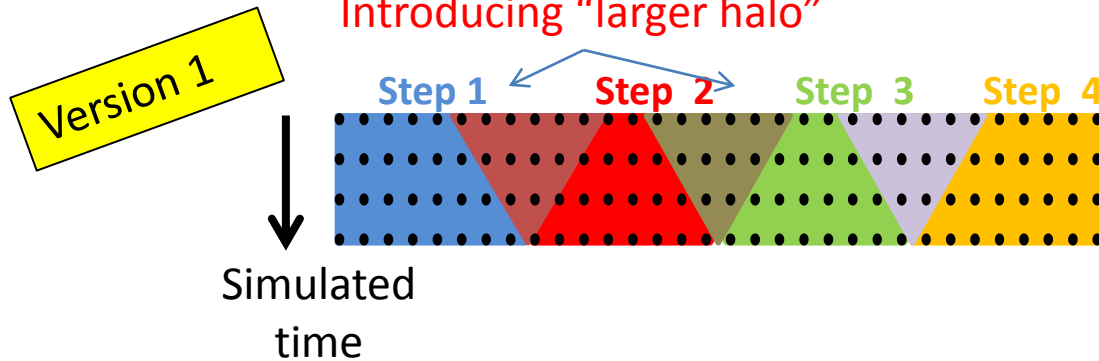 Introducing “larger halo”
Version 1
Step 1 Step 2 Step 3 Step 4
Simulated
time